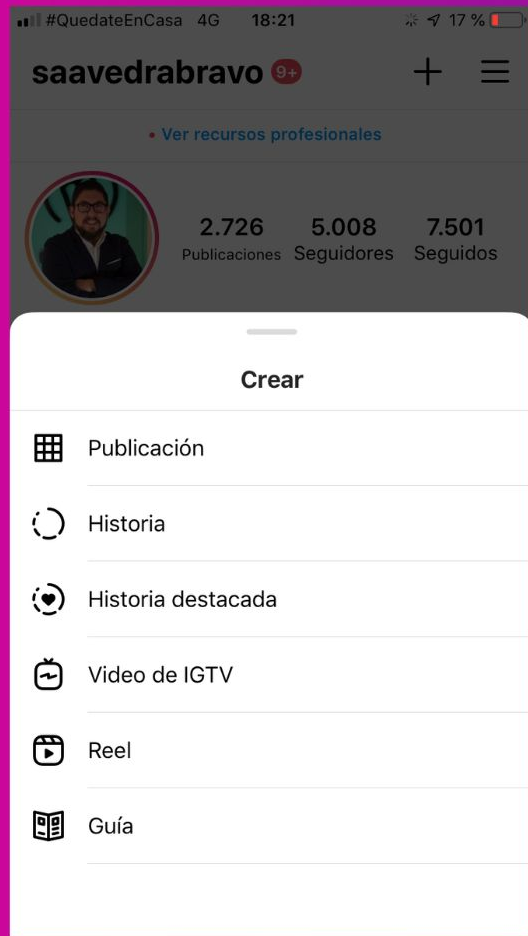 #QuedateEnCasa 4G 18:21 17 %
saavedrabravo 9+
Ver recursos profesionales
2.726 5.008 7.501
Publicaciones Seguidores Seguidos
Crear
Publicación
Historia
Historia destacada
Video de IGTV
Reel
Guía